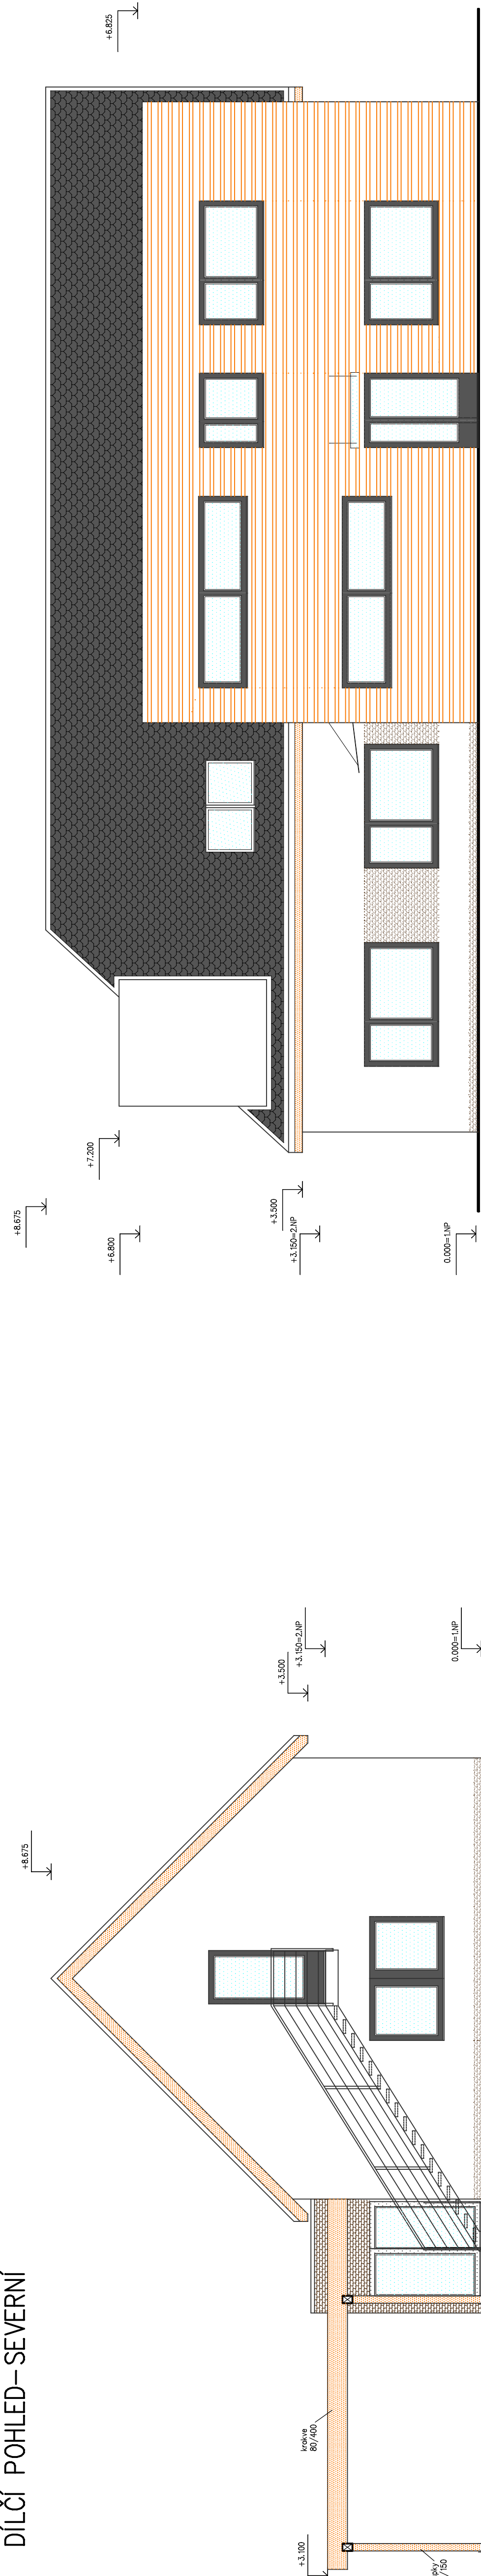 DÍLČÍ POHLED-SEVERNÍ
+3.100
krokve
80/400
+8.675
+3.500
+3.150=2.NP
0.000=1.NP
+8.675
+6.800
+7.200
+3.500
+3.150=2.NP
0.000=1.NP
+6.825
pky
/150